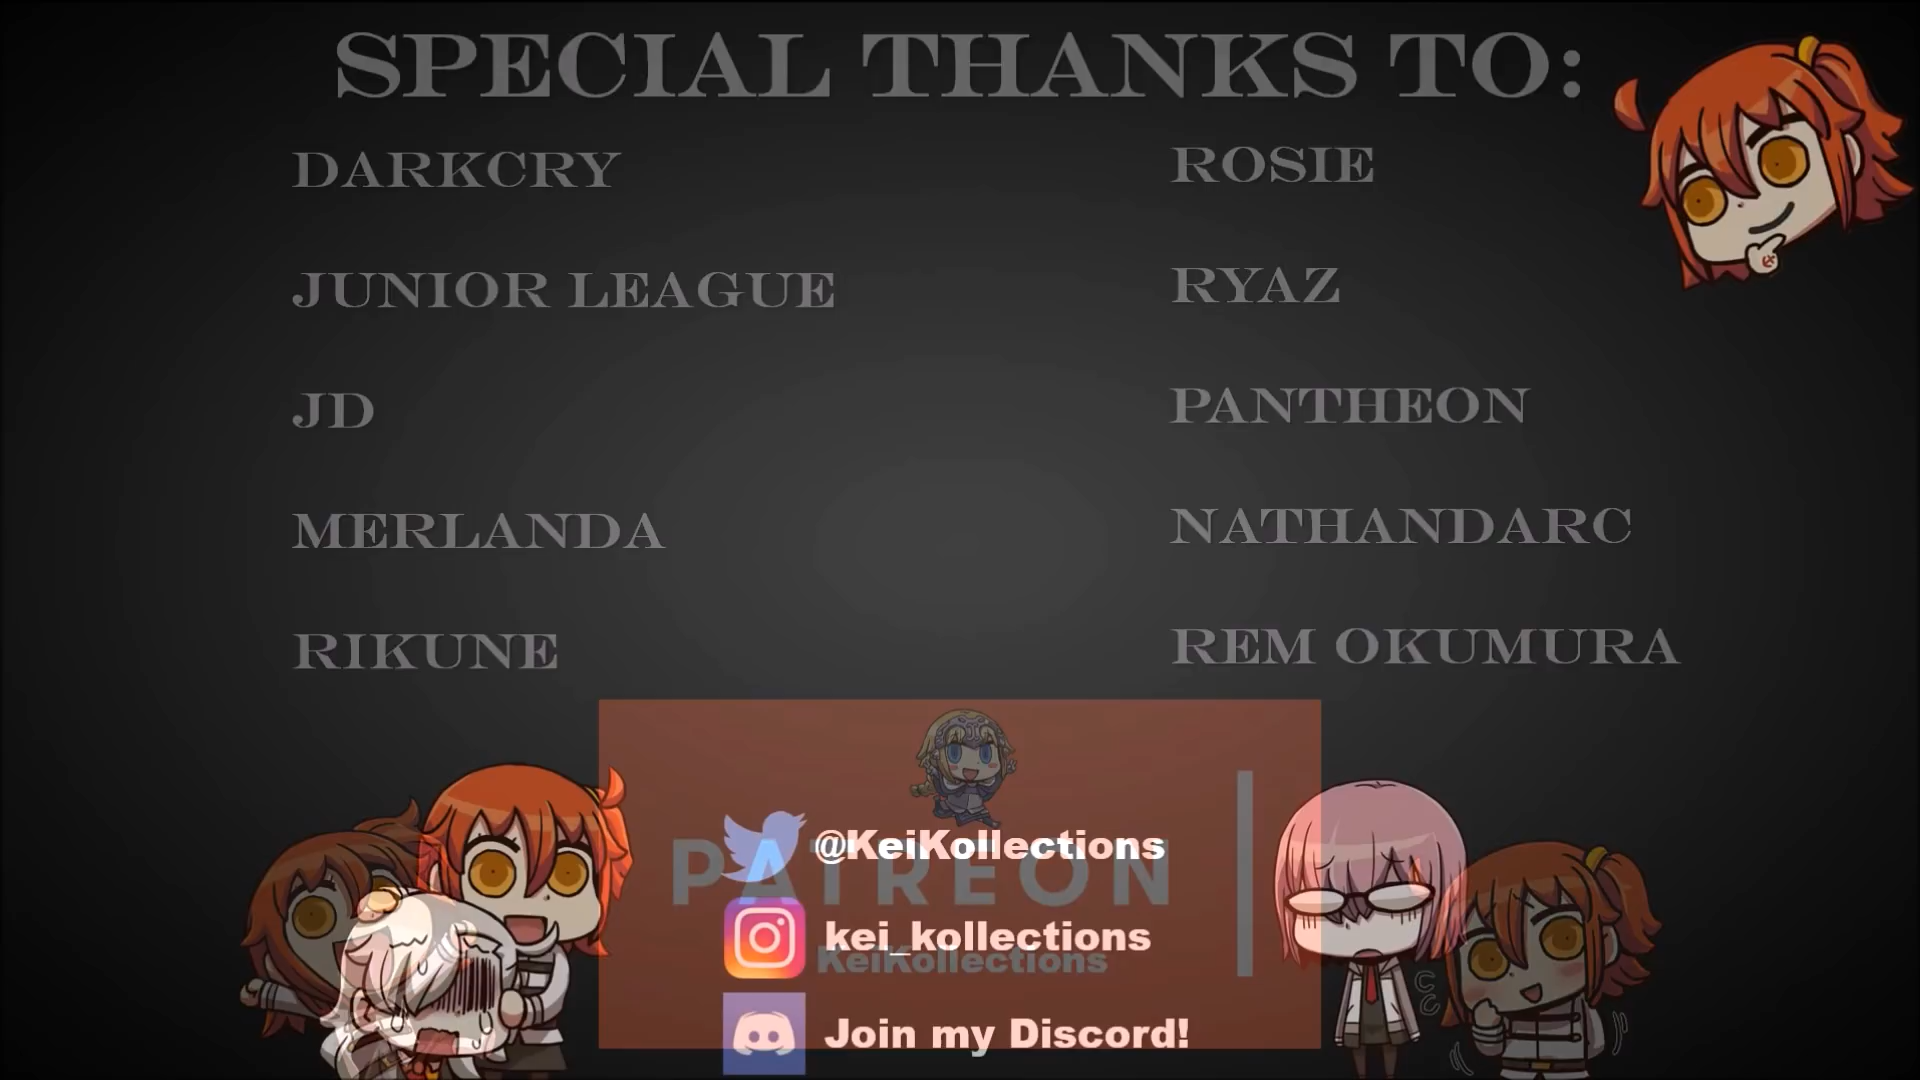 SPECIAL THANKS TO:
DARKCRY
ROSIE
JUNIOR LEAGUE
RYAZ
JD
PANTHEON
MERLANDA
NATHANDARC
RIKUNE
REM OKUMURA
@KeiKollections
PATREON
kei_kollections
KeiKollections
Join my Discord!